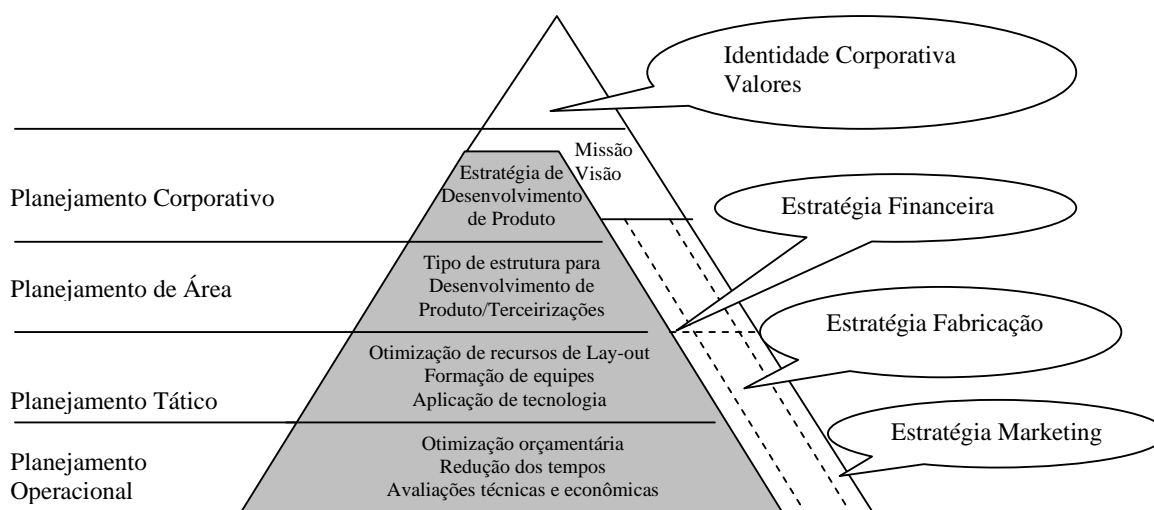 Identidade Corporativa
Valores
Missão
Visão
Planejamento Corporativo
Estratégia de
Desenvolvimento
de Produto
Estratégia Financeira
Planejamento de Área
Tipo de estrutura para
Desenvolvimento de
Produto/Terceirizações
Estratégia Fabricação
Planejamento Tático
Otimização de recursos de Lay-out
Formação de equipes
Aplicação de tecnologia
Estratégia Marketing
Planejamento
Operacional
Otimização orçamentária
Redução dos tempos
Avaliações técnicas e econômicas